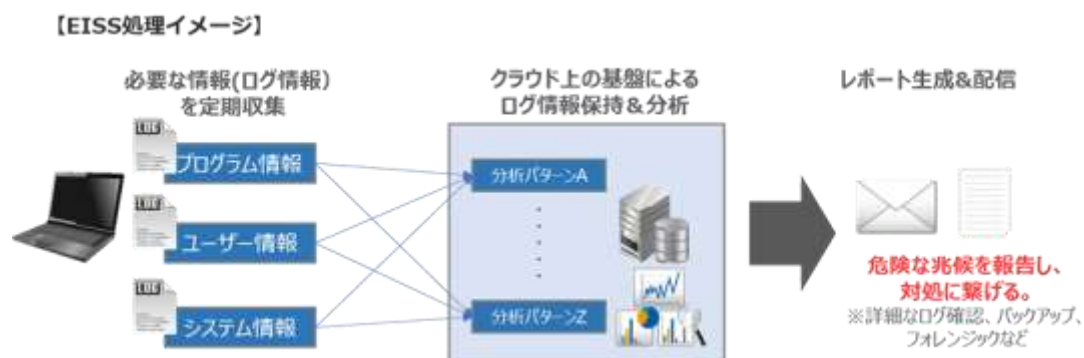 【EISS処理イメージ】
必要な情報(ログ情報)
を定期収集
LOG
プログラム情報
LOG
ユーザー情報
LOG
システム情報
クラウド上の基盤による
ログ情報保持&分析
分析パターンA
分析パターンZ
レポート生成&配信
危険な兆候を報告し、
対処に繋げる。
※詳細なログ確認、バックアップ、
フォレンジックなど